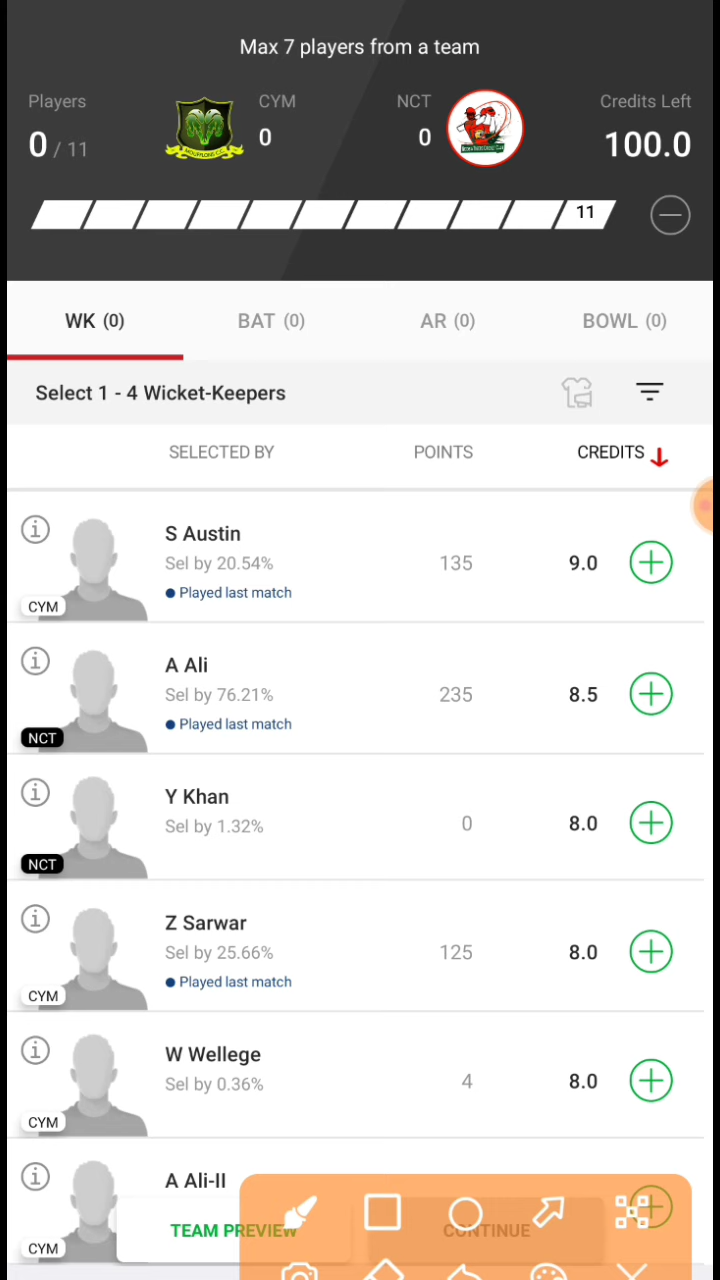 Max 7 players from a team
Players
CYM
NCT
Credits Left
0 / 11
0
0
100.0
11
WK (0)
BAT (0)
AR (0)
BOWL (0)
Select 1 - 4 Wicket-Keepers
SELECTED BY
POINTS
CREDITS
S Austin
Sel by 20.54%
135
9.0
Played last match
CYM
A Ali
Sel by 76.21%
235
8.5
Played last match
NCT
Y Khan
Sel by 1.32%
0
8.0
NCT
Z Sarwar
Sel by 25.66%
125
8.0
Played last match
CYM
W Wellege
Sel by 0.36%
4
8.0
CYM
A Ali-II
CYM
TEAM PREVIEW
CONTINUE